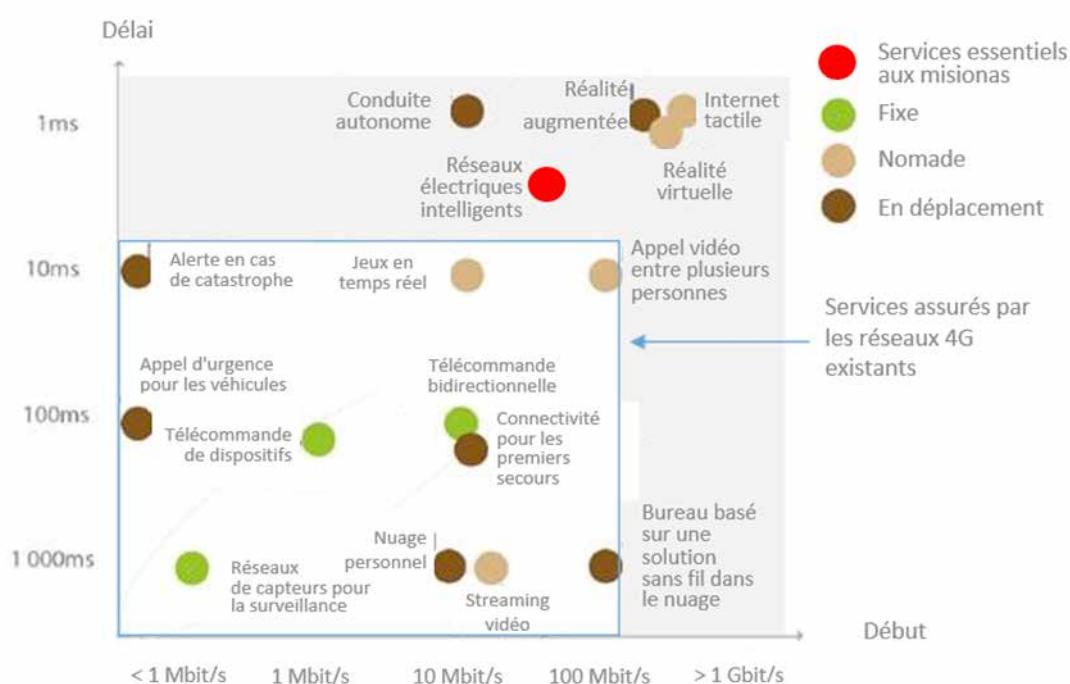 Délai
1ms
10ms
100ms
1 000ms
Conduite
autonome
Réalité
augmentée
Internet
tactile
Réalité
virtuelle
Réseaux
électriques
intelligents
Alerte en cas
de catastrophe
Jeux en
temps réel
Appel vidéo
entre plusieurs
personnes
Appel d'urgence
pour les véhicules
Télécommande
bidirectionnelle
Télécommande
de dispositifs
Connectivité
pour les
premiers
secours
Réseaux
de capteurs pour
la surveillance
Nuage
personnel
Streaming
vidéo
Bureau basé
sur une
solution
sans fil dans
le nuage
Services essentiels
aux misionas
Fixe
Nomade
En déplacement
Services assurés par
les réseaux 4G
existants
Début
< 1 Mbit/s
1 Mbit/s
10 Mbit/s
100 Mbit/s
> 1 Gbit/s